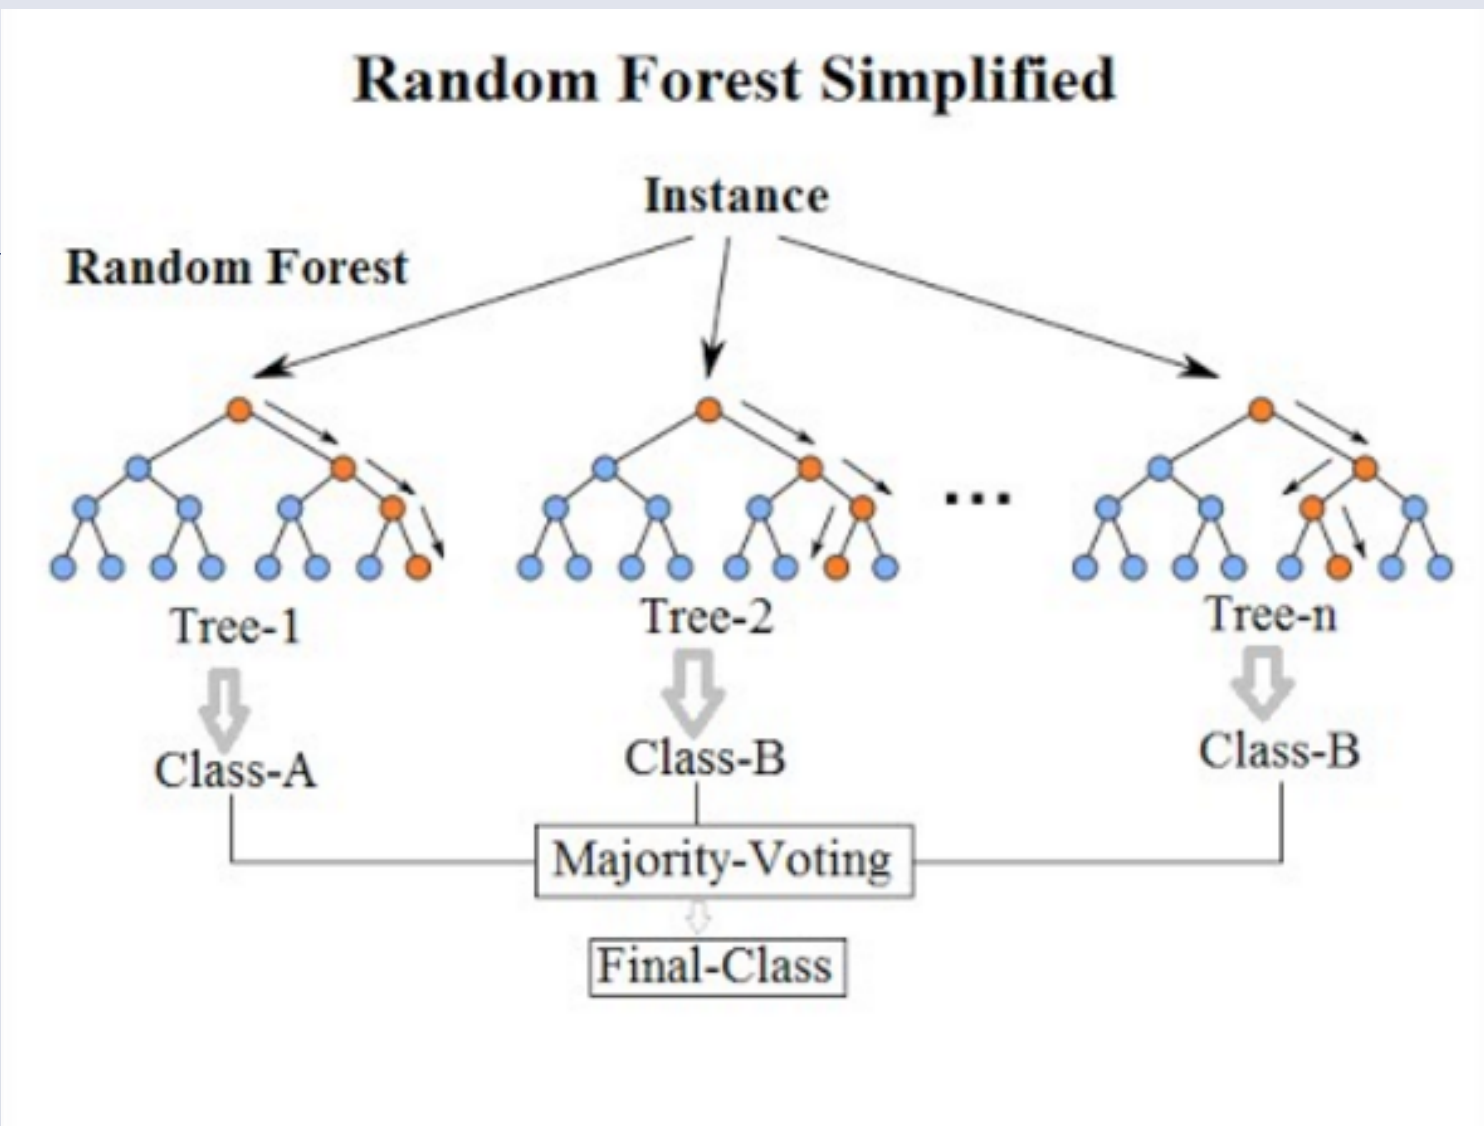 Random Forest Simplified
Instance
Random Forest
Tree-1
Tree-2
...
Tree-n
Class-A
Class-B
Class-B
Majority-Voting
Final-Class